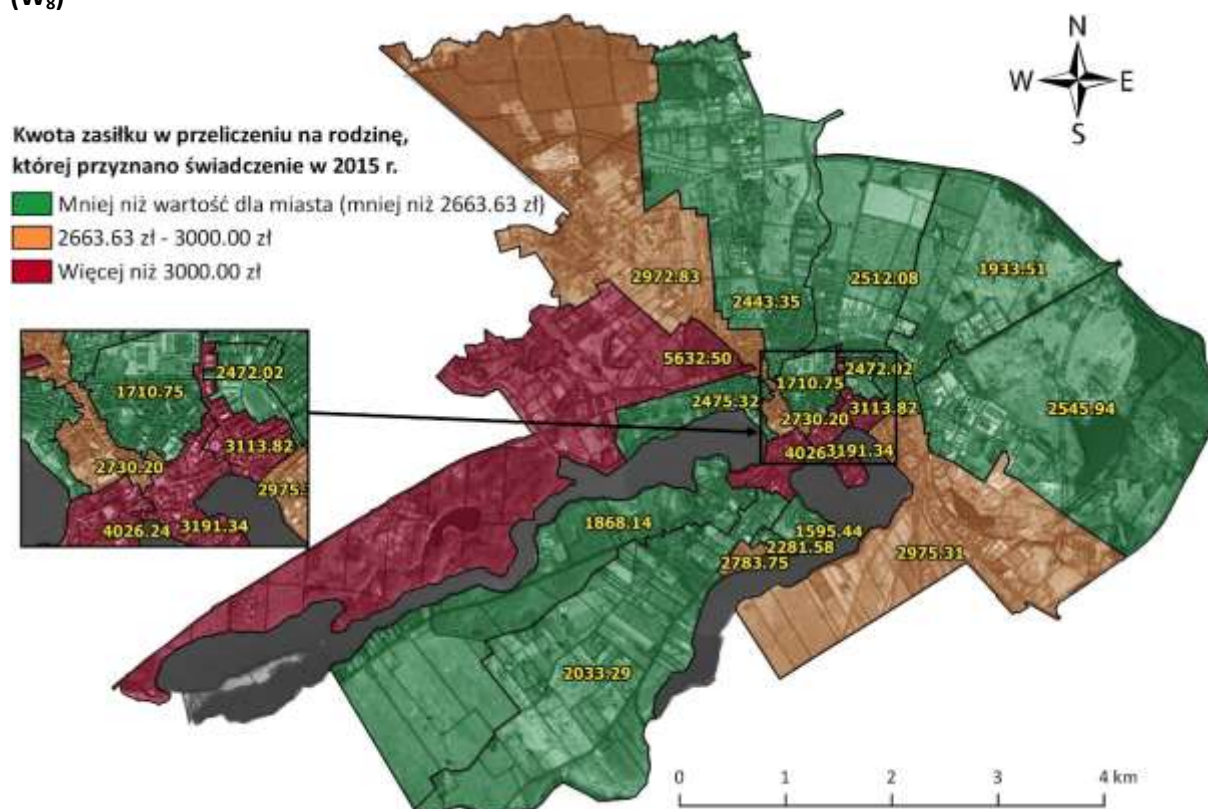 (W₈)
N
W E
S
Kwota zasiłku w przeliczeniu na rodzinę,
której przyznano świadczenie w 2015 r.
Mniej niż wartość dla miasta (mniej niż 2663.63 zł)
2663.63 zł - 3000.00 zł
Więcej niż 3000.00 zł
2972.83
2443.35
2512.08
1933.51
5632.50
2475.32
1710.75
2472.02
2730.20
3113.82
4026
3191.34
2545.94
1710.75
2472.02
3113.82
2730.20
2975.
4026.24
3191.34
1868.14
1595.44
2281.58
2783.75
2975.31
2033.29
0 1 2 3 4 km